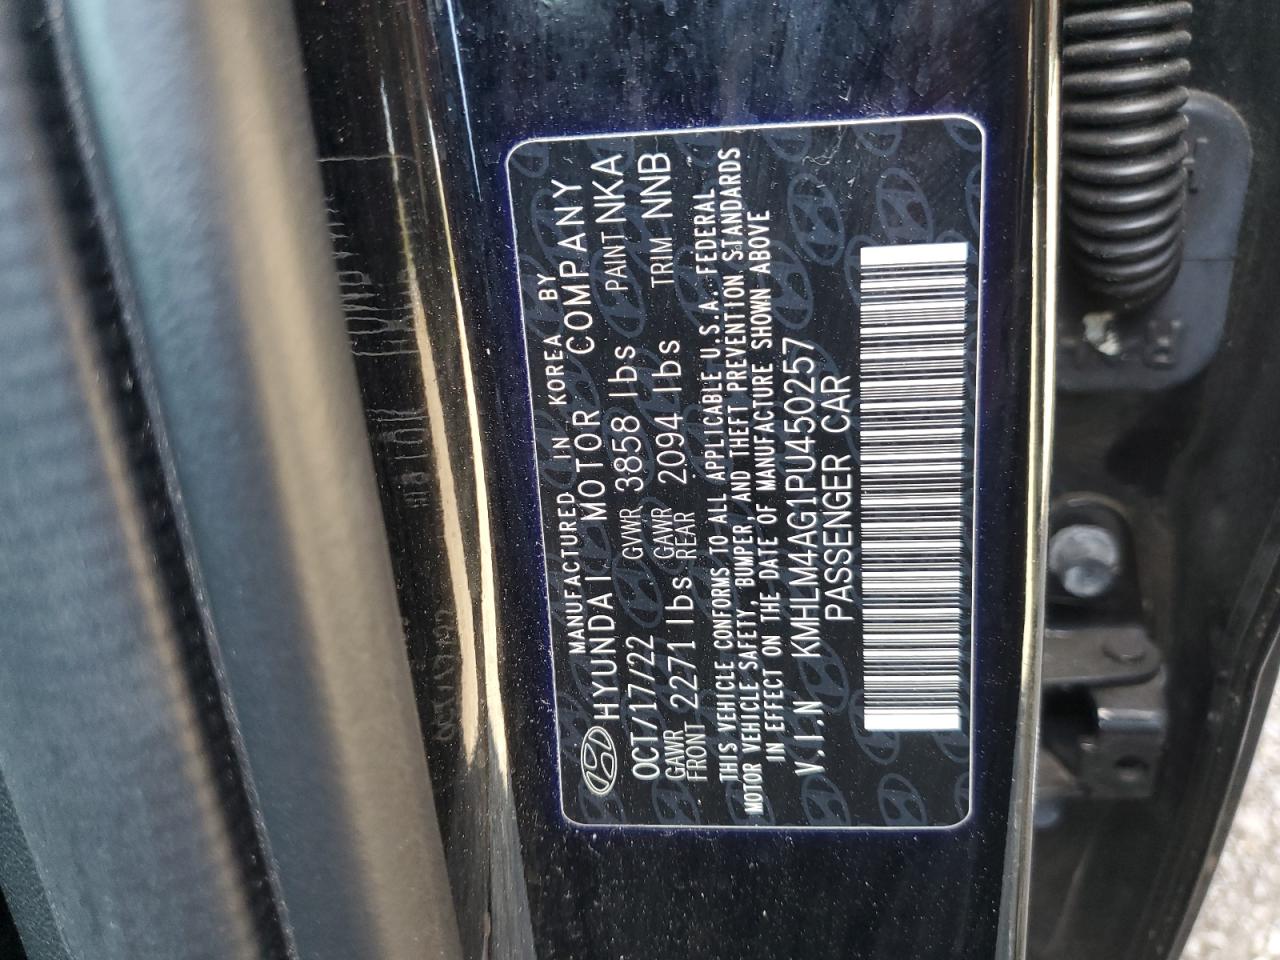 MANUFACTURED IN KOREA BY
HYUNDAI MOTOR COMPANY
OCT/17/22 GVWR 3858 lbs PAINT NKA
GAWR FRONT 2271 lbs GAWR REAR 2094 lbs TRIM NNB
THIS VEHICLE CONFORMS TO ALL APPLICABLE U.S.A. FEDERAL
MOTOR VEHICLE SAFETY, BUMPER, AND THEFT PREVENTION STANDARDS
IN EFFECT ON THE DATE OF MANUFACTURE SHOWN ABOVE
V.I.N KMHLM4AG1PU450257
PASSENGER CAR